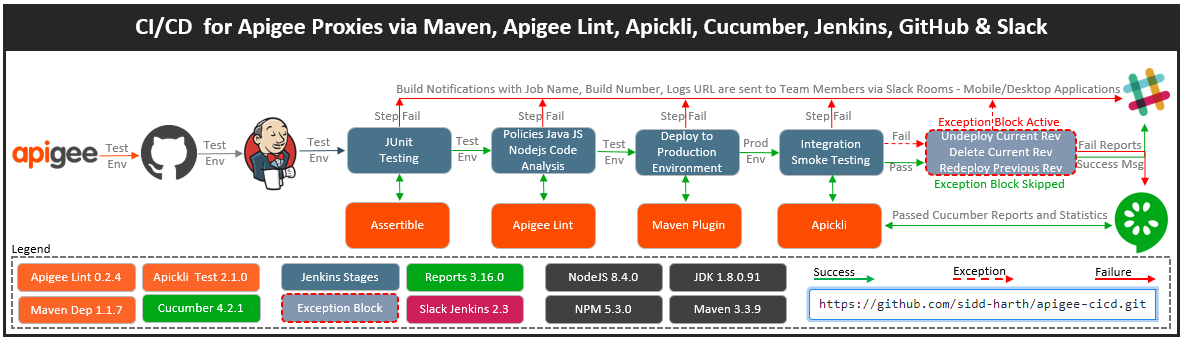 CI/CD for Apigee Proxies via Maven, Apigee Lint, Apickli, Cucumber, Jenkins, GitHub & Slack
Build Notifications with Job Name, Build Number, Logs URL are sent to Team Members via Slack Rooms - Mobile/Desktop Applications
Step Fail
Step Fail
Step Fail
Step Fail
apigee
Test
Env
Test
Env
Test
Env
JUnit
Testing
Test
Env
Policies Java JS
Nodejs Code
Analysis
Test
Env
Deploy to
Production
Environment
Prod
Env
Integration
Smoke Testing
Fail
Pass
Exception Block Active
Undeploy Current Rev
Delete Current Rev
Redeploy Previous Rev
Exception Block Skipped
Fail Reports
Success Msg
Assertible
Apigee Lint
Maven Plugin
Apickli
Passed Cucumber Reports and Statistics
Legend
Apigee Lint 0.2.4
Apickli Test 2.1.0
Jenkins Stages
Reports 3.16.0
NodeJS 8.4.0
JDK 1.8.0.91
Success
Exception
Failure
Maven Dep 1.1.7
Cucumber 4.2.1
Exception Block
Slack Jenkins 2.3
NPM 5.3.0
Maven 3.3.9
https://github.com/sidd-harth/apigee-cicd.git